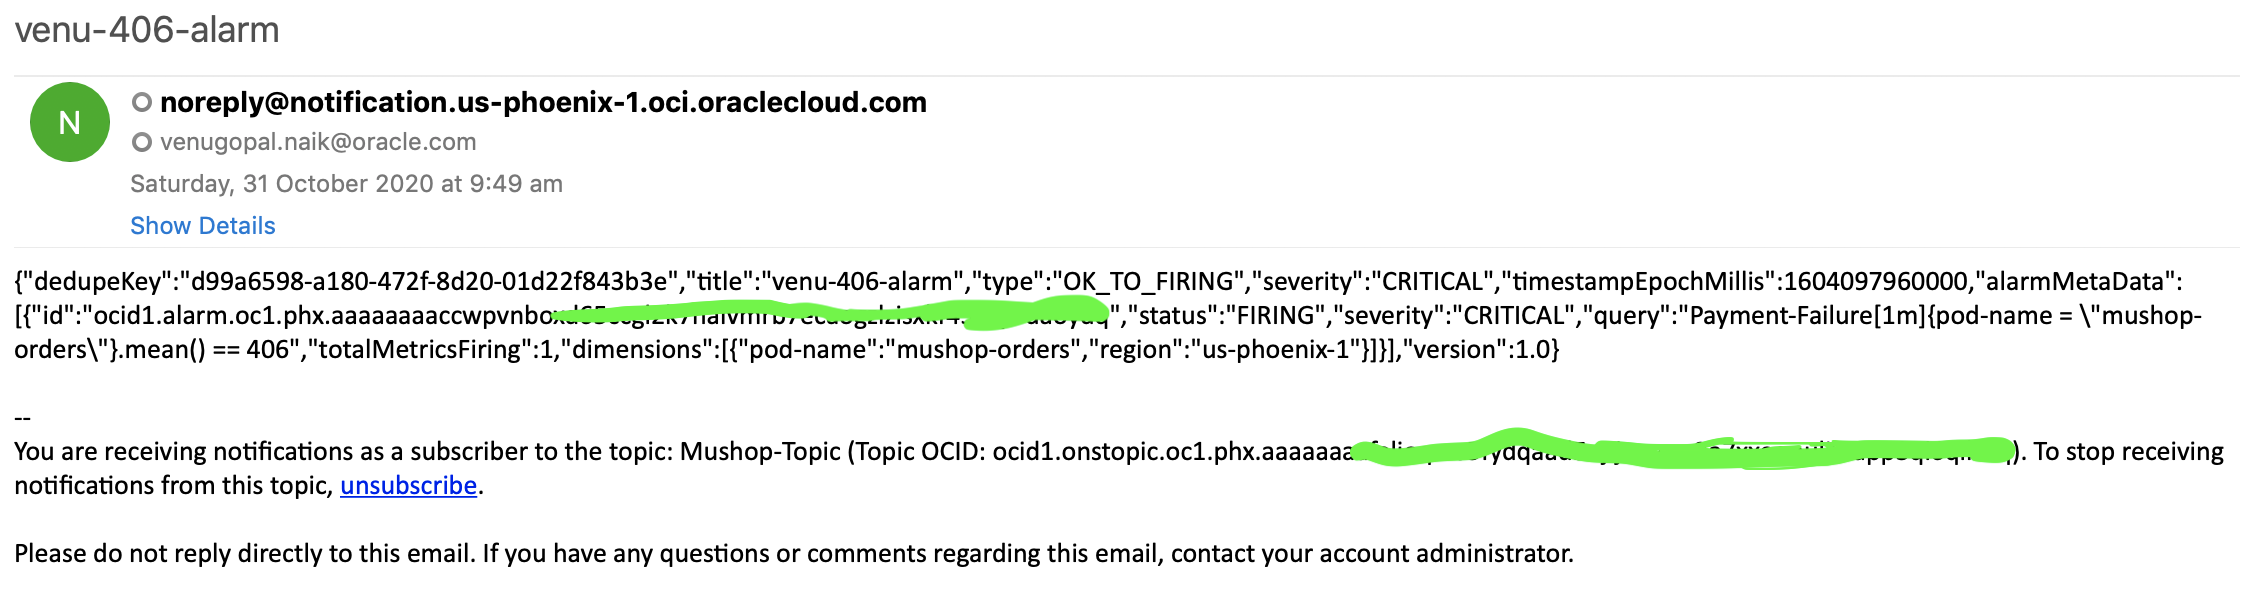 venu-406-alarm
N
noreply@notification.us-phoenix-1.oci.oraclecloud.com
venugopal.naik@oracle.com
Saturday, 31 October 2020 at 9:49 am
Show Details
{"dedupeKey":"d99a6598-a180-472f-8d20-01d22f843b3e","title":"venu-406-alarm","type":"OK_TO_FIRING","severity":"CRITICAL","timestampEpochMillis":1604097960000,"alarmMetaData":
[{"id":"ocid1.alarm.oc1.phx.aaaaaaaaccwpvnbo","status":"FIRING","severity":"CRITICAL","query":"Payment-Failure[1m]{pod-name = \"mushop-
orders\"}.mean() == 406","totalMetricsFiring":1,"dimensions":[{"pod-name":"mushop-orders","region":"us-phoenix-1"}]}],"version":1.0}
--
You are receiving notifications as a subscriber to the topic: Mushop-Topic (Topic OCID: ocid1.onstopic.oc1.phx.aaaaaaa). To stop receiving
notifications from this topic, unsubscribe.
Please do not reply directly to this email. If you have any questions or comments regarding this email, contact your account administrator.